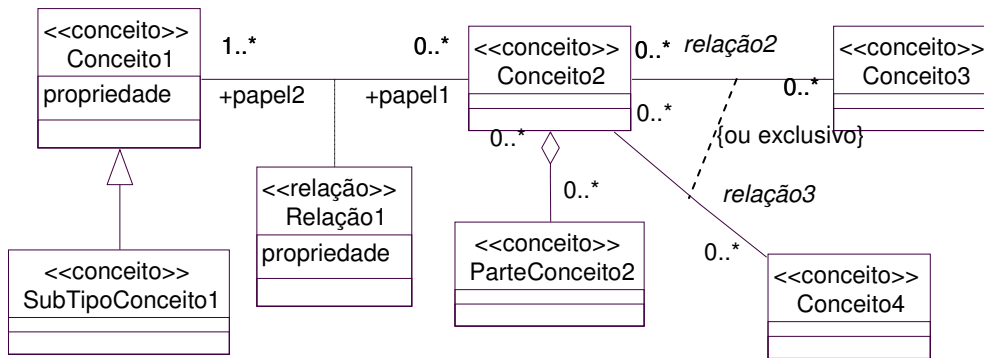 <<conceito>>
Conceito1
propriedade
1..*
+papel2
0..*
+papel1
<<conceito>>
Conceito2
0..*
relação2
0..*
<<conceito>>
Conceito3
0..*
{ou exclusivo}
0..*
0..*
<<relação>>
Relação1
propriedade
relação3
0..*
<<conceito>>
SubTipoConceito1
<<conceito>>
ParteConceito2
<<conceito>>
Conceito4